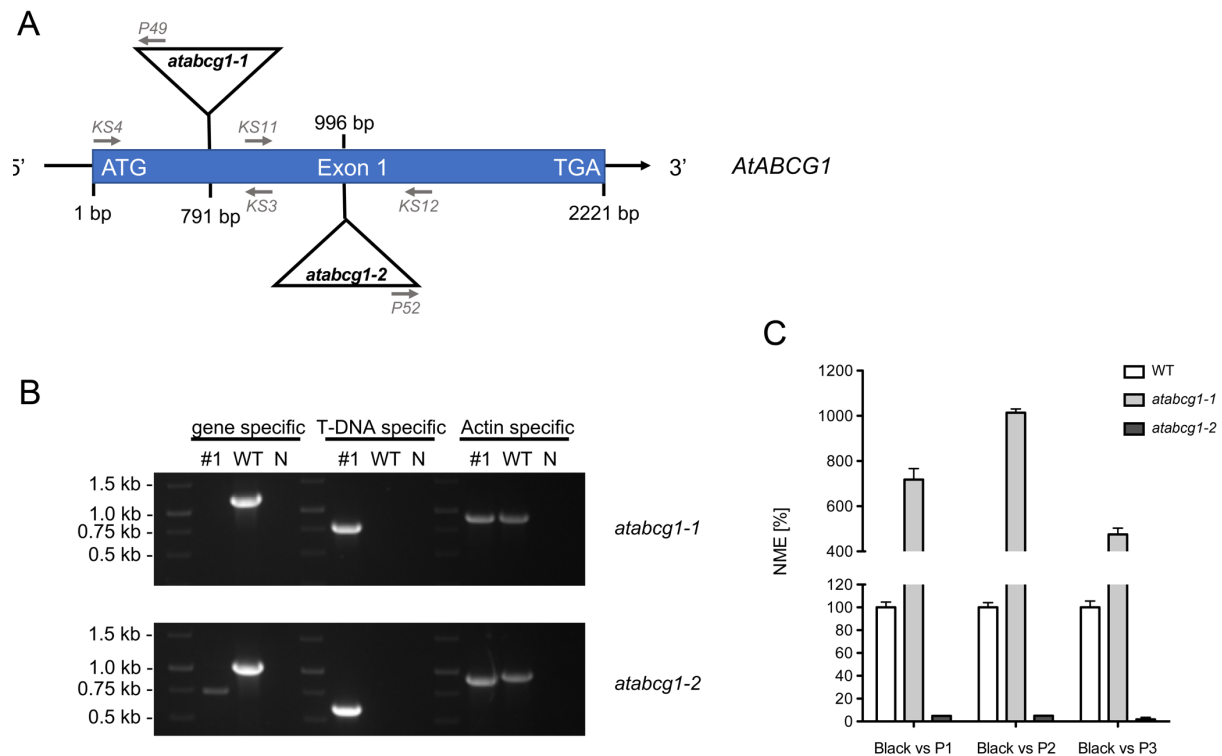 A
P49
atabcg1-1
KS4
KS11
996 bp
5’
ATG
Exon 1
TGA
3’
AtABCG1
1 bp
791 bp
KS3
KS12
2221 bp
atabcg1-2
P52
B
gene specific
T-DNA specific
Actin specific
#1 WT N
#1 WT N
#1 WT N
1.5 kb -
1.0 kb -
0.75 kb -
0.5 kb -
atabcg1-1
1.5 kb -
1.0 kb -
0.75 kb -
0.5 kb -
atabcg1-2
C
WT
atabcg1-1
atabcg1-2
NME [%]
1200
1000
800
600
400
120
100
80
60
40
20
0
Black vs P1
Black vs P2
Black vs P3